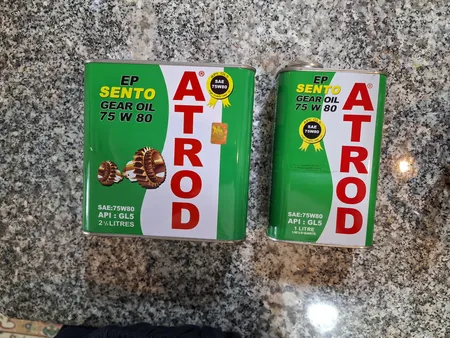 EP
SENTO
GEAR OIL
75 W 80
ATROD
®
SAE
75W80
SAE:75W80
API : GL5
2½ LITRES
EP
SENTO
GEAR OIL
75 W 80
ATROD
®
SAE
75W80
SAE:75W80
API : GL5
1 LITRE